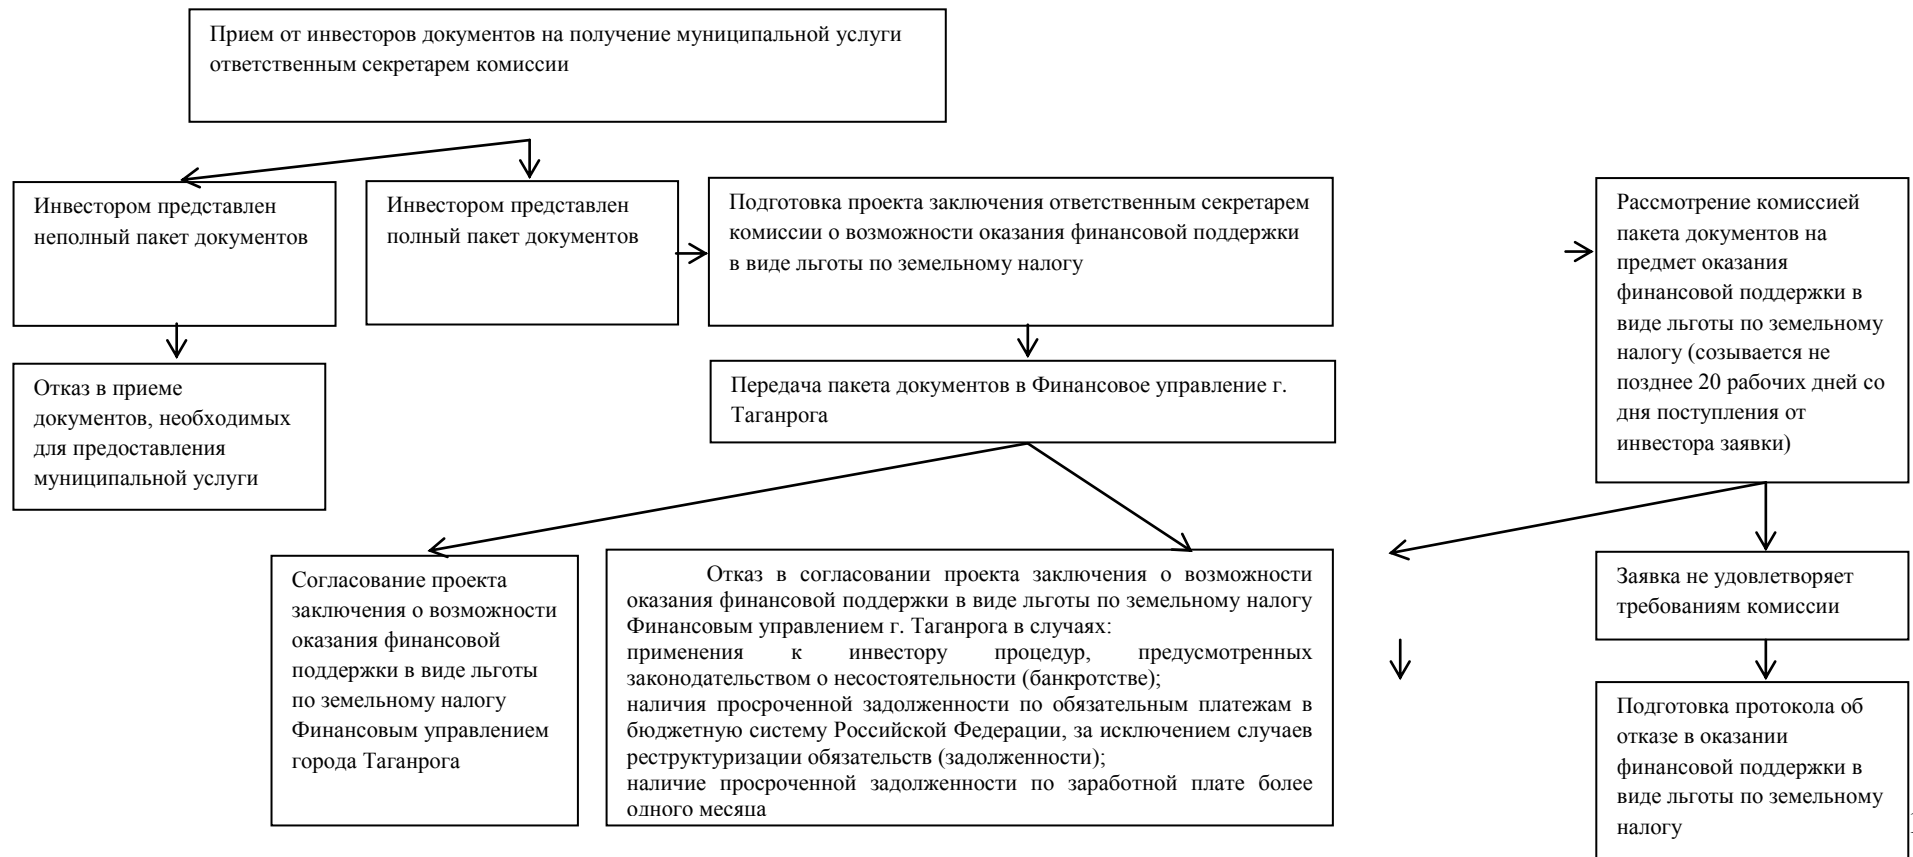 Прием от инвесторов документов на получение муниципальной услуги
ответственным секретарем комиссии
Инвестором представлен
неполный пакет документов
Инвестором представлен
полный пакет документов
Подготовка проекта заключения ответственным секретарем
комиссии о возможности оказания финансовой поддержки
в виде льготы по земельному налогу
Рассмотрение комиссией
пакета документов на
предмет оказания
финансовой поддержки в
виде льготы по земельному
налогу (созывается не
позднее 20 рабочих дней со
дня поступления от
инвестора заявки)
Отказ в приеме
документов, необходимых
для предоставления
муниципальной услуги
Передача пакета документов в Финансовое управление г.
Таганрога
Согласование проекта
заключения о возможности
оказания финансовой
поддержки в виде льготы
по земельному налогу
Финансовым управлением
города Таганрога
Отказ в согласовании проекта заключения о возможности
оказания финансовой поддержки в виде льготы по земельному налогу
Финансовым управлением г. Таганрога в случаях:
применения к инвестору процедур, предусмотренных
законодательством о несостоятельности (банкротстве);
наличия просроченной задолженности по обязательным платежам в
бюджетную систему Российской Федерации, за исключением случаев
реструктуризации обязательств (задолженности);
наличие просроченной задолженности по заработной плате более
одного месяца
Заявка не удовлетворяет
требованиям комиссии
Подготовка протокола об
отказе в оказании
финансовой поддержки в
виде льготы по земельному
налогу